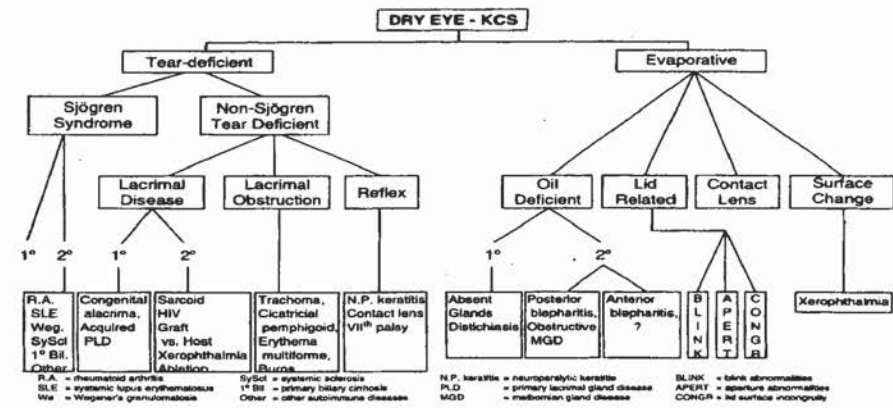 DRY EYE - KCS
Tear-deficient
Evaporative
Sjögren
Syndrome
Non-Sjögren
Tear Deficient
Lacrimal
Disease
Lacrimal
Obstruction
Reflex
Oil
Deficient
Lid
Related
Contact
Lens
Surface
Change
1° 2°
1° 2°
1° 2°
R.A.
SLE
Weg.
SyScl
1° Bil.
Other
Congenital
alacrima,
Acquired
PLD
Sarcoid
HIV
Graft
vs. Host
Xerophthalmia
Ablation
Trachoma,
Cicatricial
pemphigoid,
Erythema
multiforme,
Burns
N.P. keratitis
Contact lens
VIIth palsy
Absent
Glands
Distichiasis
Posterior
blepharitis,
Obstructive
MGD
Anterior
blepharitis,
?
BLINK
APERT
CONGR
Xerophthalmia
R.A. = rheumatoid arthritis
SLE = systemic lupus erythematosus
We = Wegener's granulomatosis
SyScl = systemic sclerosis
1° Bil = primary biliary cirrhosis
Other = other autoimmune diseases
N.P. keratitis = neuroparalytic keratitis
PLD = primary lacrimal gland disease
MGD = meibomian gland disease
BLINK = blink abnormalities
APERT = aperture abnormalities
CONGR = lid surface incongruity